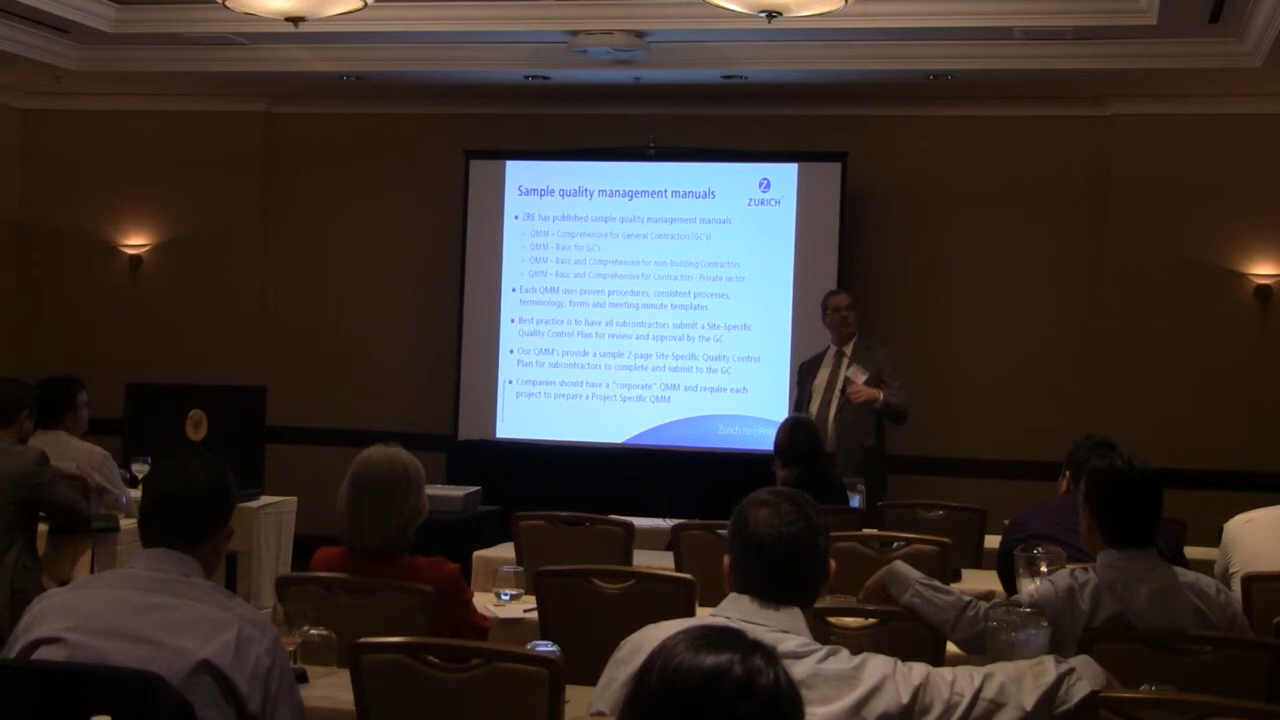 Sample quality management manuals
ZURICH
• ZRE has published sample quality management manuals
› QMM – Comprehensive for General Contractors (GC's)
› QMM – Basic for GC's
› QMM – Basic and Comprehensive for non-building Contractors
› QMM – Basic and Comprehensive for Contractors - Private sector
• Each QMM uses proven procedures, consistent processes,
terminology, forms and meeting minute templates
• Best practice is to have all subcontractors submit a Site-Specific
Quality Control Plan for review and approval by the GC
• Our QMM's provide a sample 2-page Site-Specific Quality Control
Plan for subcontractors to complete and submit to the GC
• Companies should have a "corporate" QMM and require each
project to prepare a Project Specific QMM
Zurich